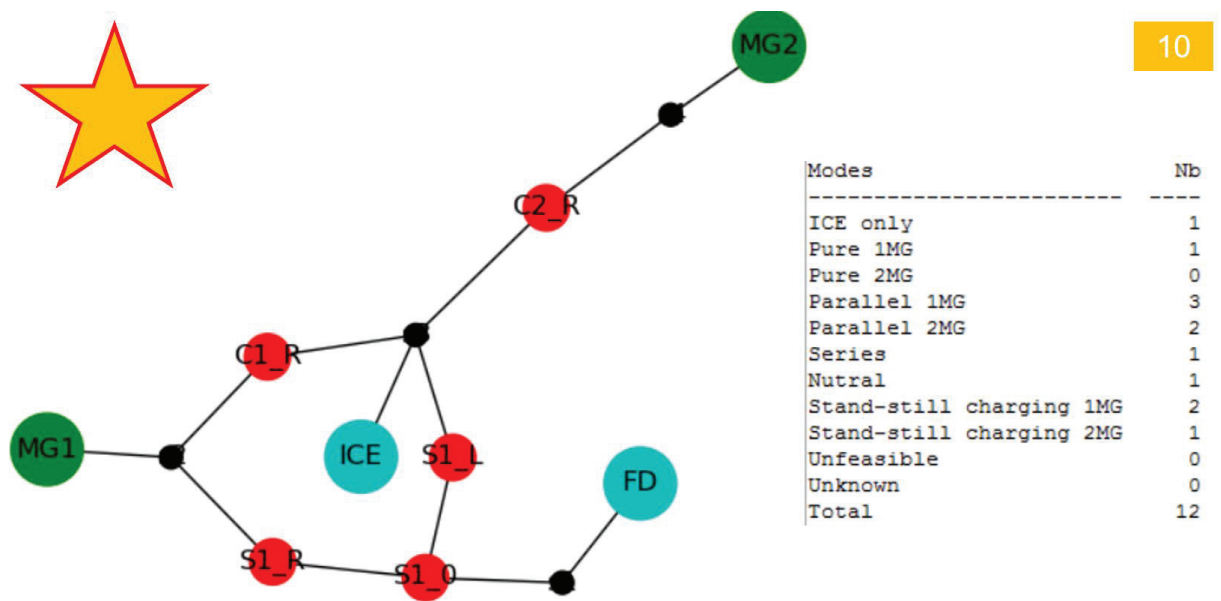 MG2
10
C2_R
C1_R
MG1
ICE
S1_L
FD
S1_R
S1_0
Modes Nb
------------------------ ----
ICE only 1
Pure 1MG 1
Pure 2MG 0
Parallel 1MG 3
Parallel 2MG 2
Series 1
Nutral 1
Stand-still charging 1MG 2
Stand-still charging 2MG 1
Unfeasible 0
Unknown 0
Total 12